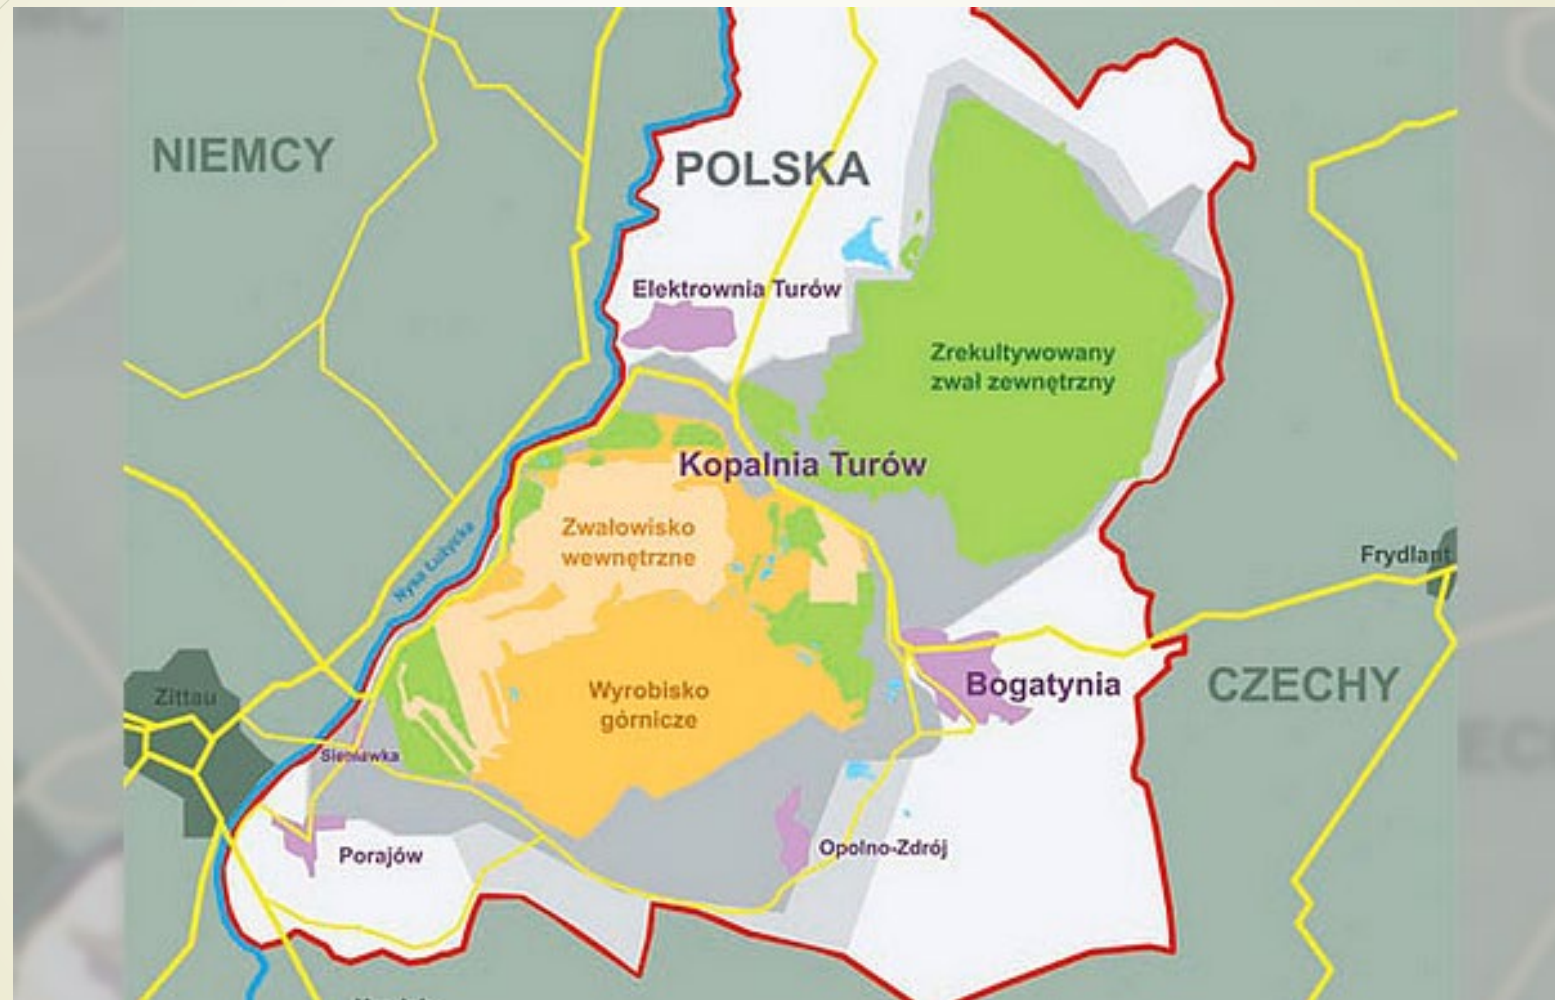 NIEMCY
POLSKA
Elektrownia Turów
Zrekultywowany
zwał zewnętrzny
Kopalnia Turów
Zwałowisko
wewnętrzne
Nysa Łużycka
Frydlant
Wyrobisko
górnicze
Bogatynia
CZECHY
Zittau
Sieniawka
Porajów
Opolno-Zdrój